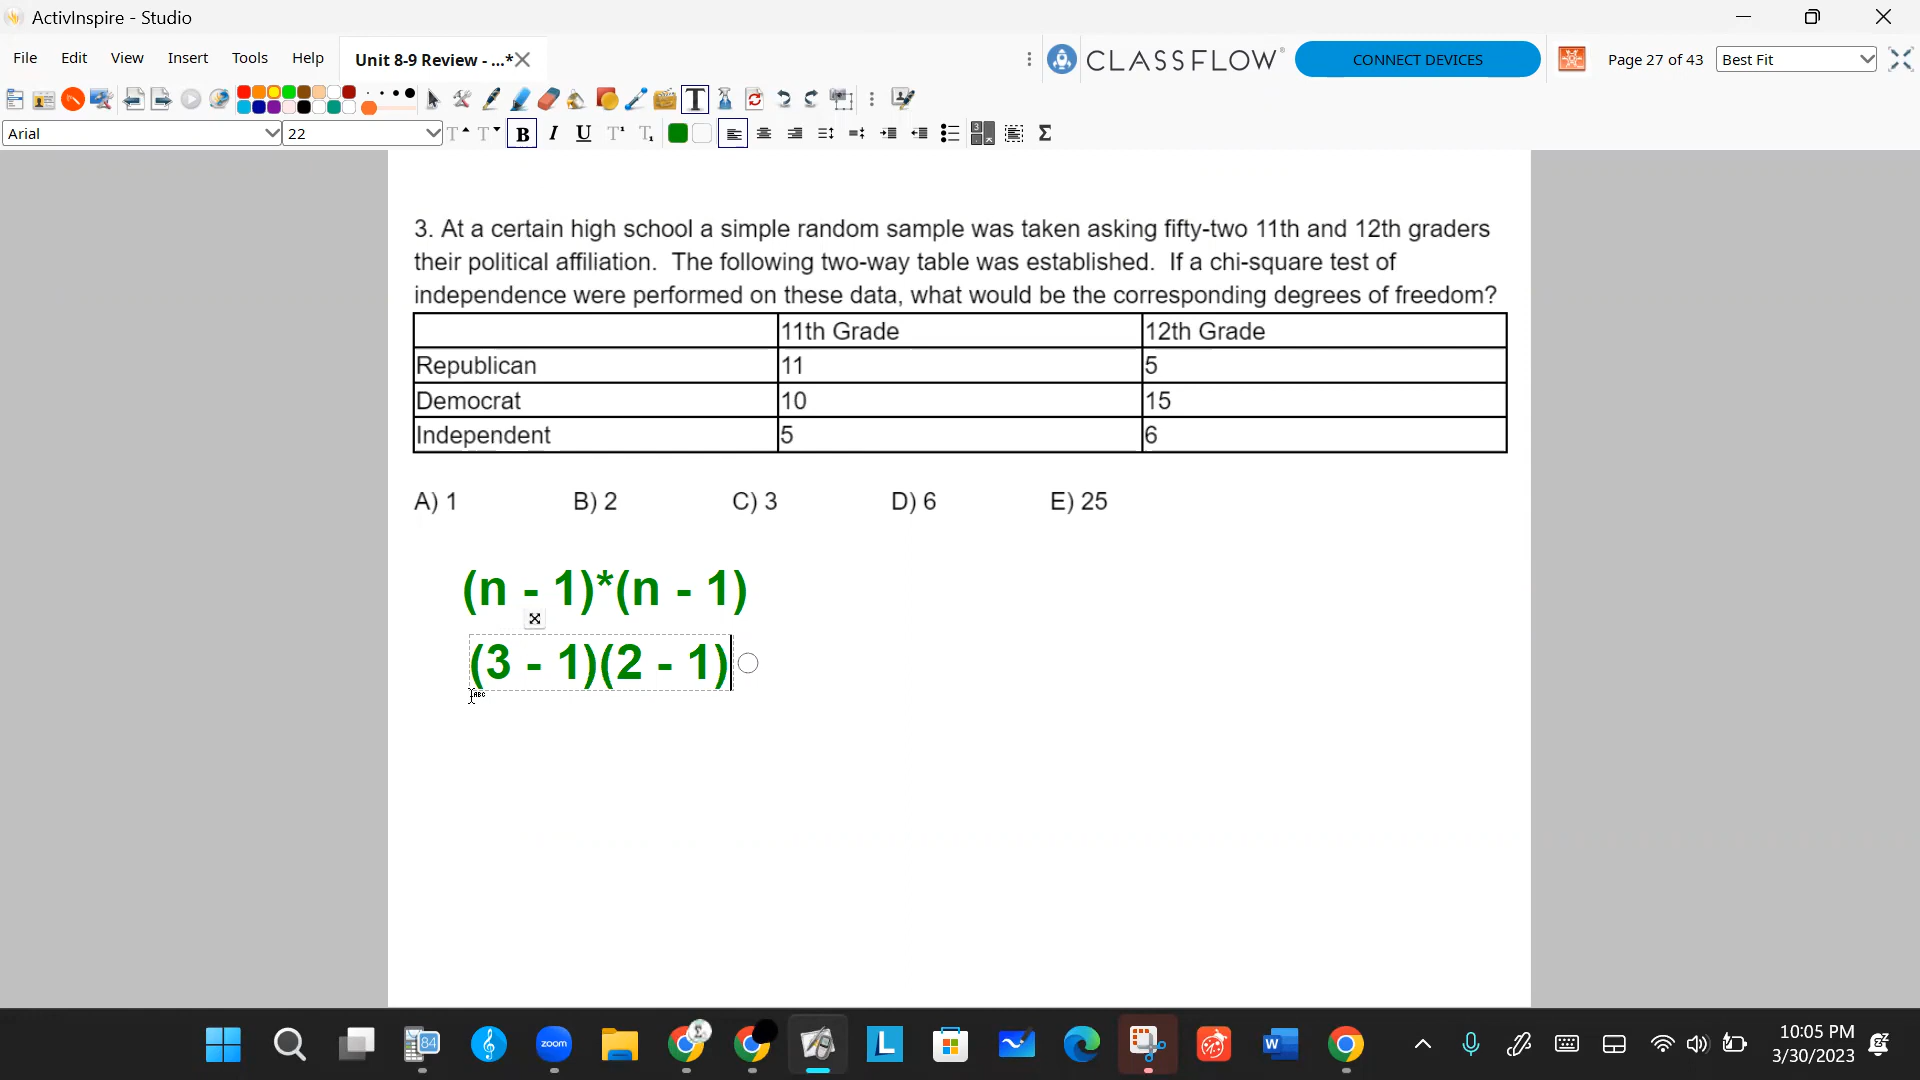 ActivInspire - Studio
File Edit View Insert Tools Help Unit 8-9 Review - ...* CLASSFLOW CONNECT DEVICES Page 27 of 43 Best Fit
Arial 22 B I U
3. At a certain high school a simple random sample was taken asking fifty-two 11th and 12th graders
their political affiliation. The following two-way table was established. If a chi-square test of
independence were performed on these data, what would be the corresponding degrees of freedom?
11th Grade 12th Grade
Republican 11 5
Democrat 10 15
Independent 5 6
A) 1 B) 2 C) 3 D) 6 E) 25
(n - 1)*(n - 1)
(3 - 1)(2 - 1)
ABC
84 zoom L W 10:05 PM
3/30/2023